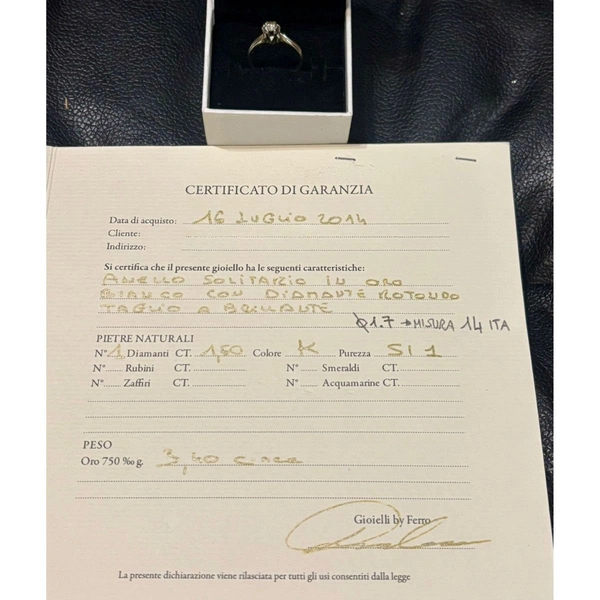 CERTIFICATO DI GARANZIA
Data di acquisto: 16 LUGLIO 2014
Cliente:
Indirizzo:
Si certifica che il presente gioiello ha le seguenti caratteristiche:
ANELLO SOLITARIO IN ORO
BIANCO CON DIAMANTE ROTONDO
TAGLIO A BRILLANTE
1.7 → MISURA 14 ITA
PIETRE NATURALI
N° 1 Diamanti CT. 1,50 Colore K Purezza SI 1
N° Rubini CT. N° Smeraldi CT.
N° Zaffiri CT. N° Acquamarine CT.
PESO
Oro 750 ‰ g. 3,40 circa
Gioielli by Ferro
La presente dichiarazione viene rilasciata per tutti gli usi consentiti dalla legge